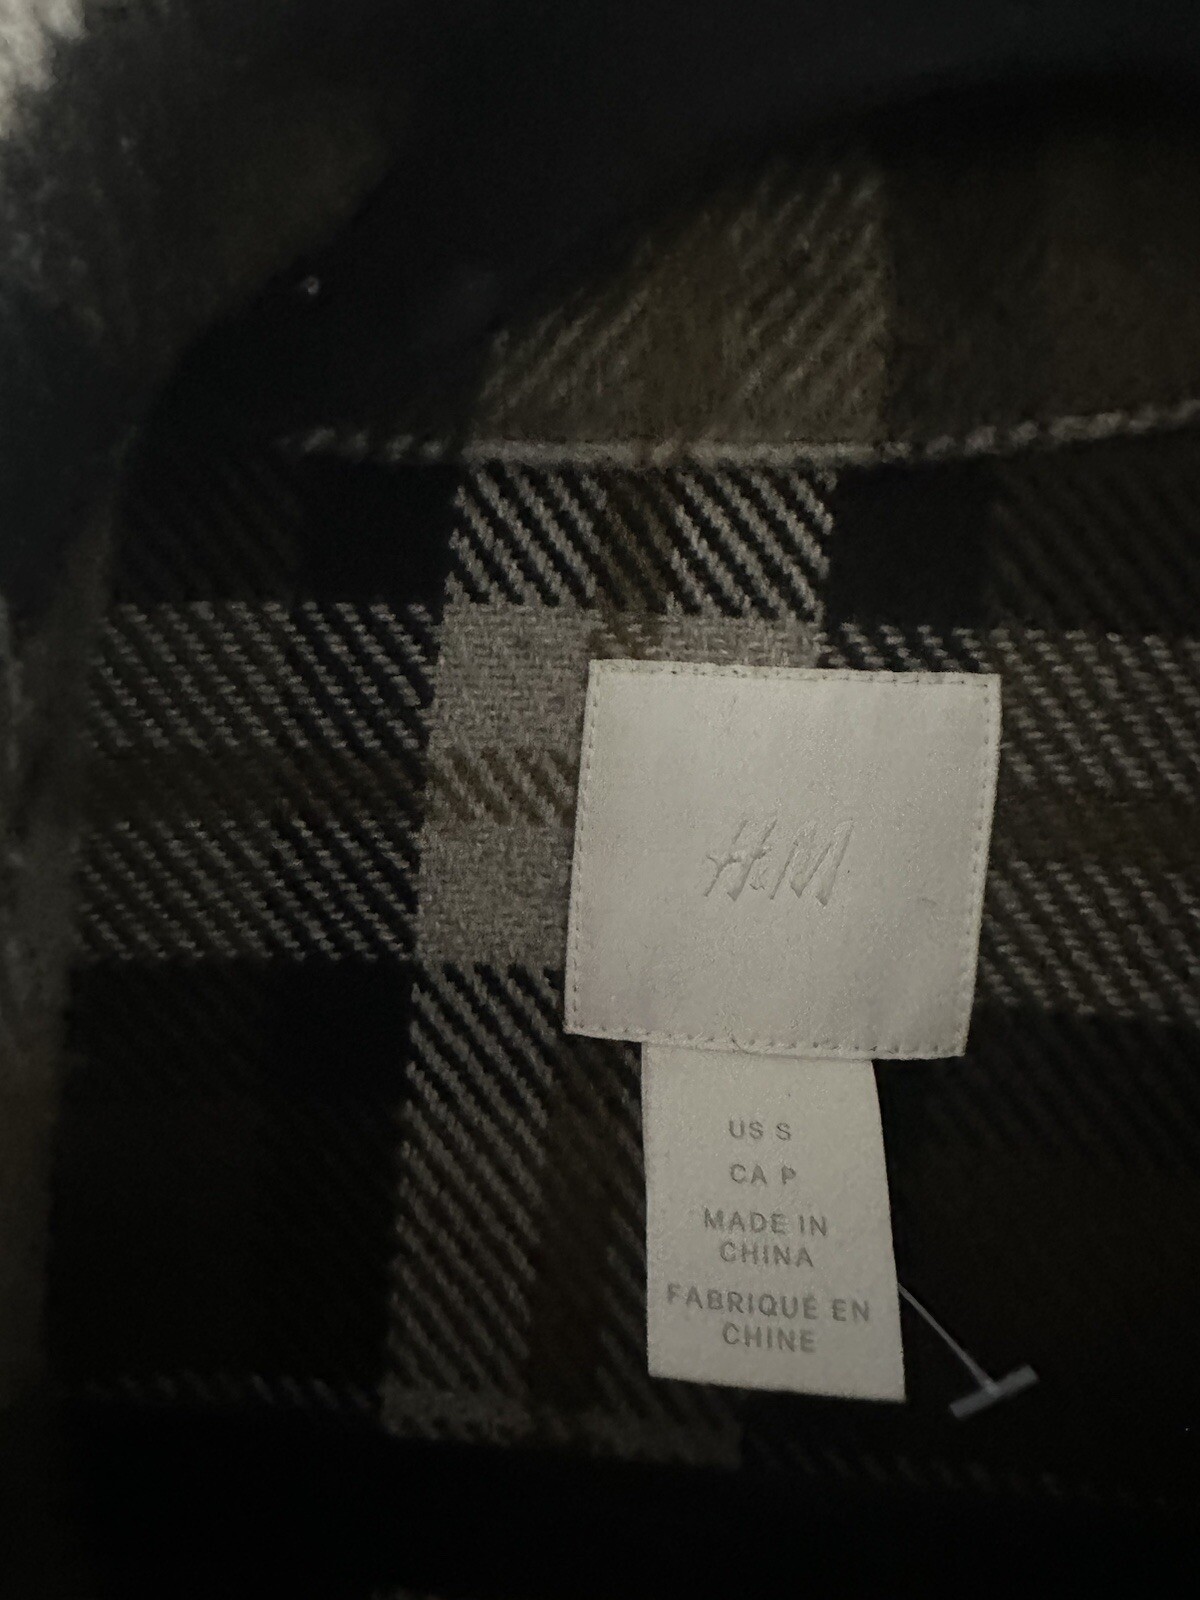 H&M
US S
CA P
MADE IN
CHINA
FABRIQUÉ EN
CHINE